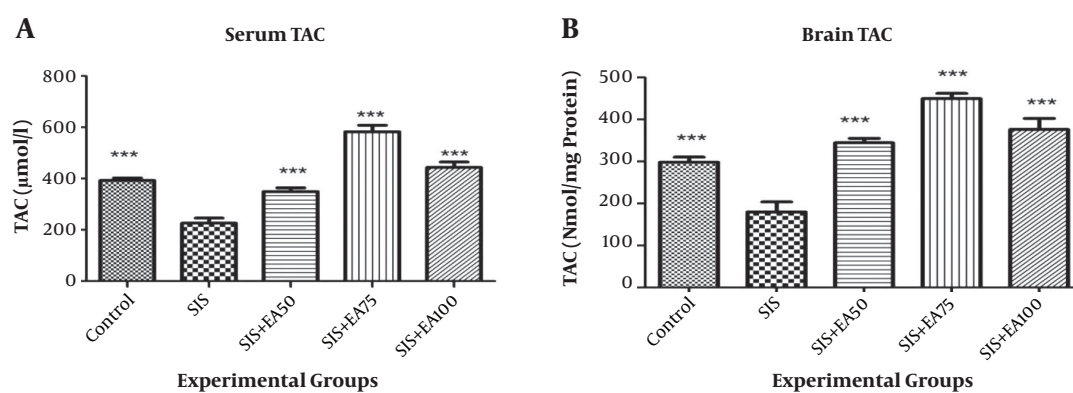 A
Serum TAC
TAC (μmol/l)
800
600
400
200
0
***
***
***
***
Control
SIS
SIS+EA50
SIS+EA75
SIS+EA100
Experimental Groups
B
Brain TAC
TAC (Nmol/mg Protein)
500
400
300
200
100
0
***
***
***
***
Control
SIS
SIS+EA50
SIS+EA75
SIS+EA100
Experimental Groups